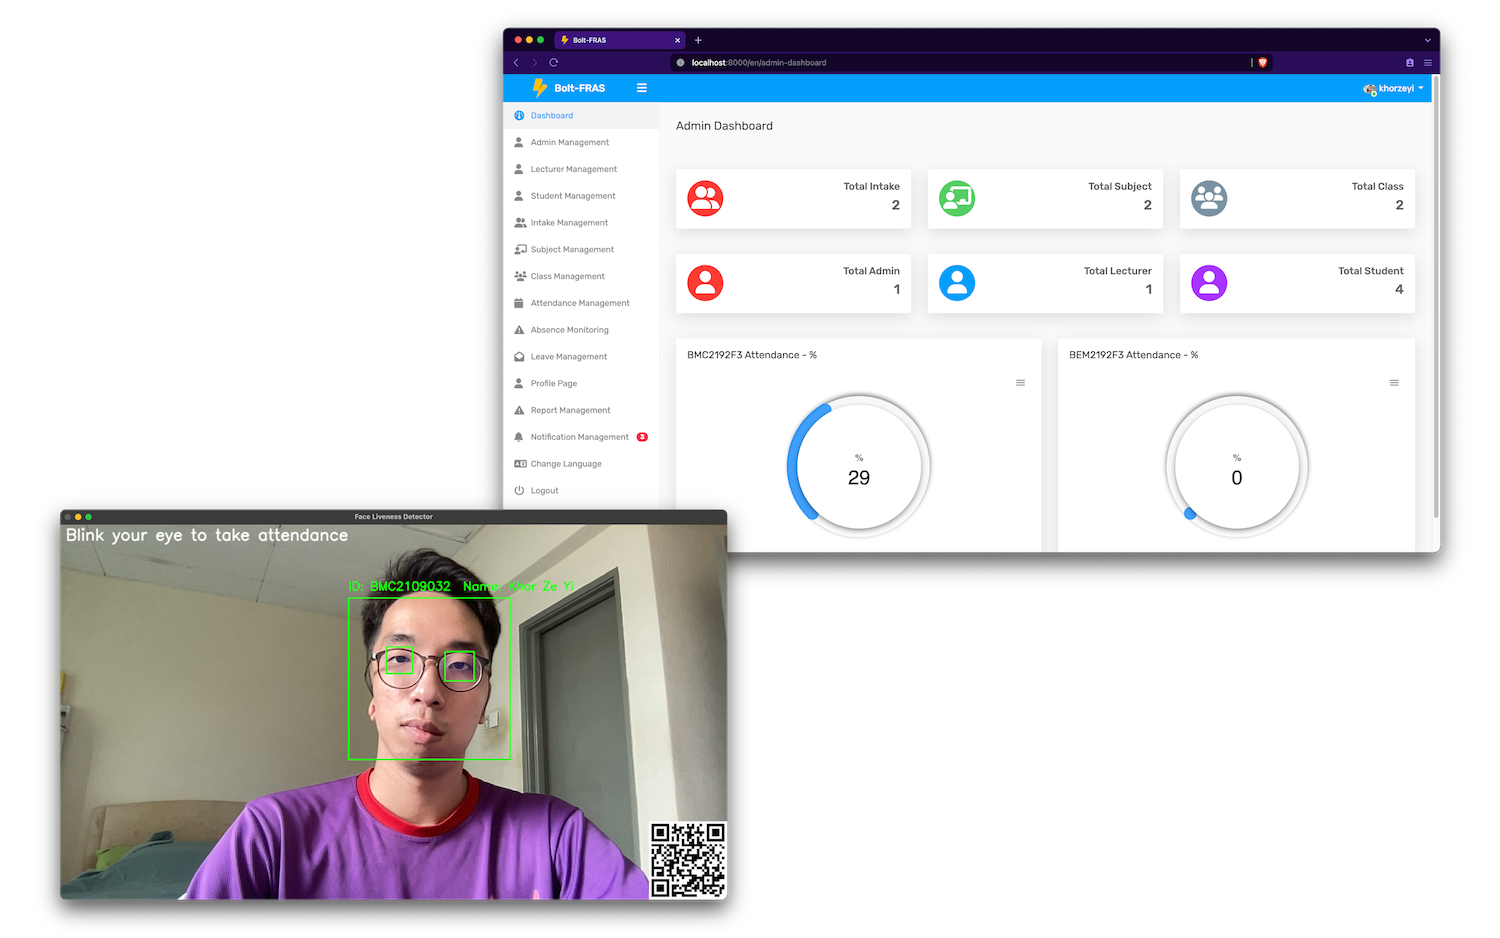 Bolt-FRAS
localhost:8000/en/admin-dashboard
Bolt-FRAS
khorzeyi
Dashboard
Admin Management
Lecturer Management
Student Management
Intake Management
Subject Management
Class Management
Attendance Management
Absence Monitoring
Leave Management
Profile Page
Report Management
Notification Management 3
Change Language
Logout
Admin Dashboard
Total Intake
2
Total Subject
2
Total Class
2
Total Admin
1
Total Lecturer
1
Total Student
4
BMC2192F3 Attendance - %
%
29
BEM2192F3 Attendance - %
%
0
Face Liveness Detector
Blink your eye to take attendance
ID: BMC2109032 Name: Khor Ze Yi